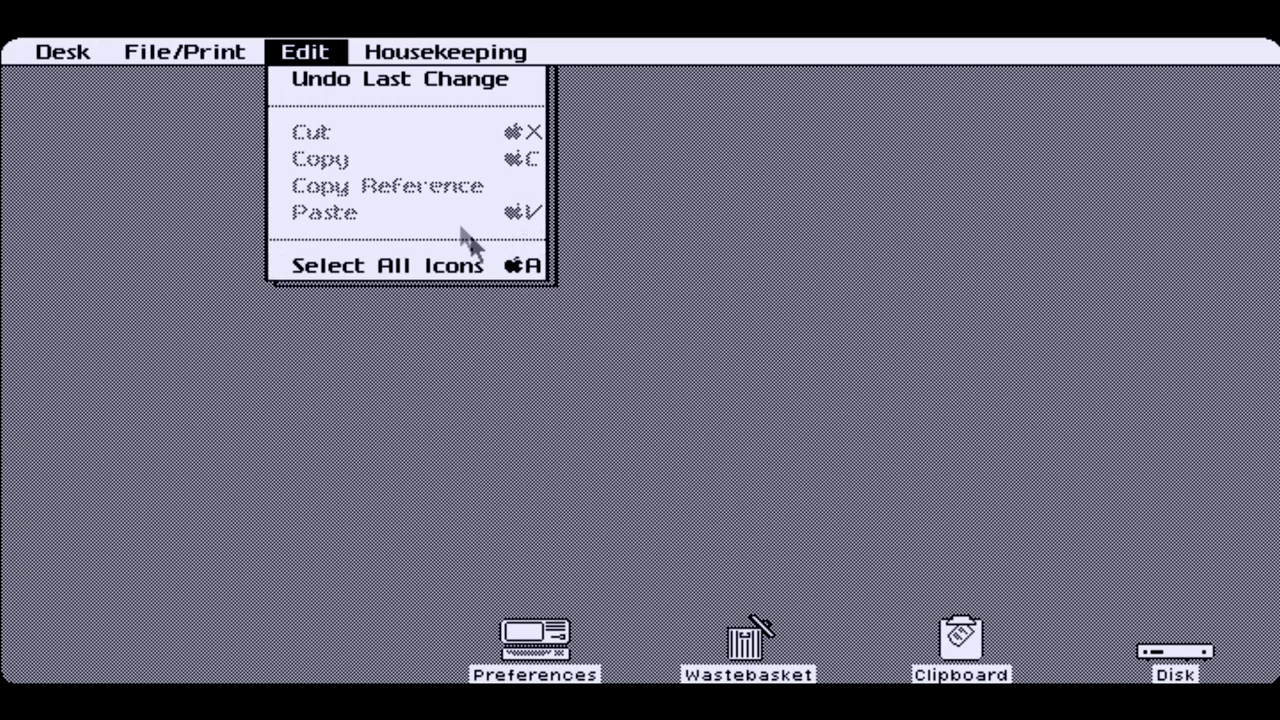 Desk File/Print Edit Housekeeping
Undo Last Change
Cut X
Copy C
Copy Reference
Paste V
Select All Icons A
Preferences Wastebasket Clipboard Disk